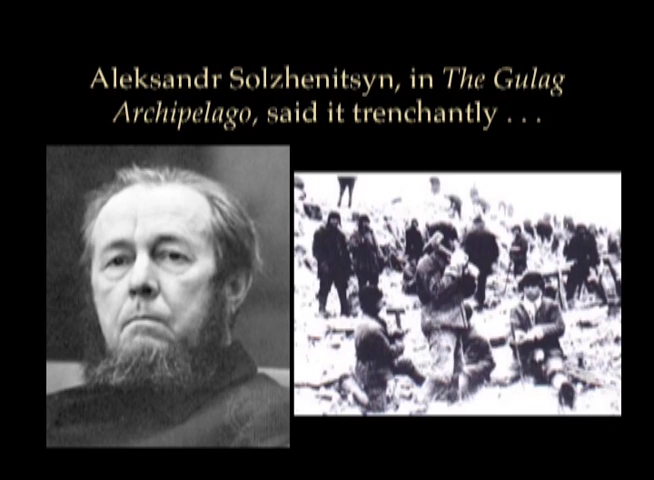 Aleksandr Solzhenitsyn, in The Gulag
Archipelago, said it trenchantly . . .